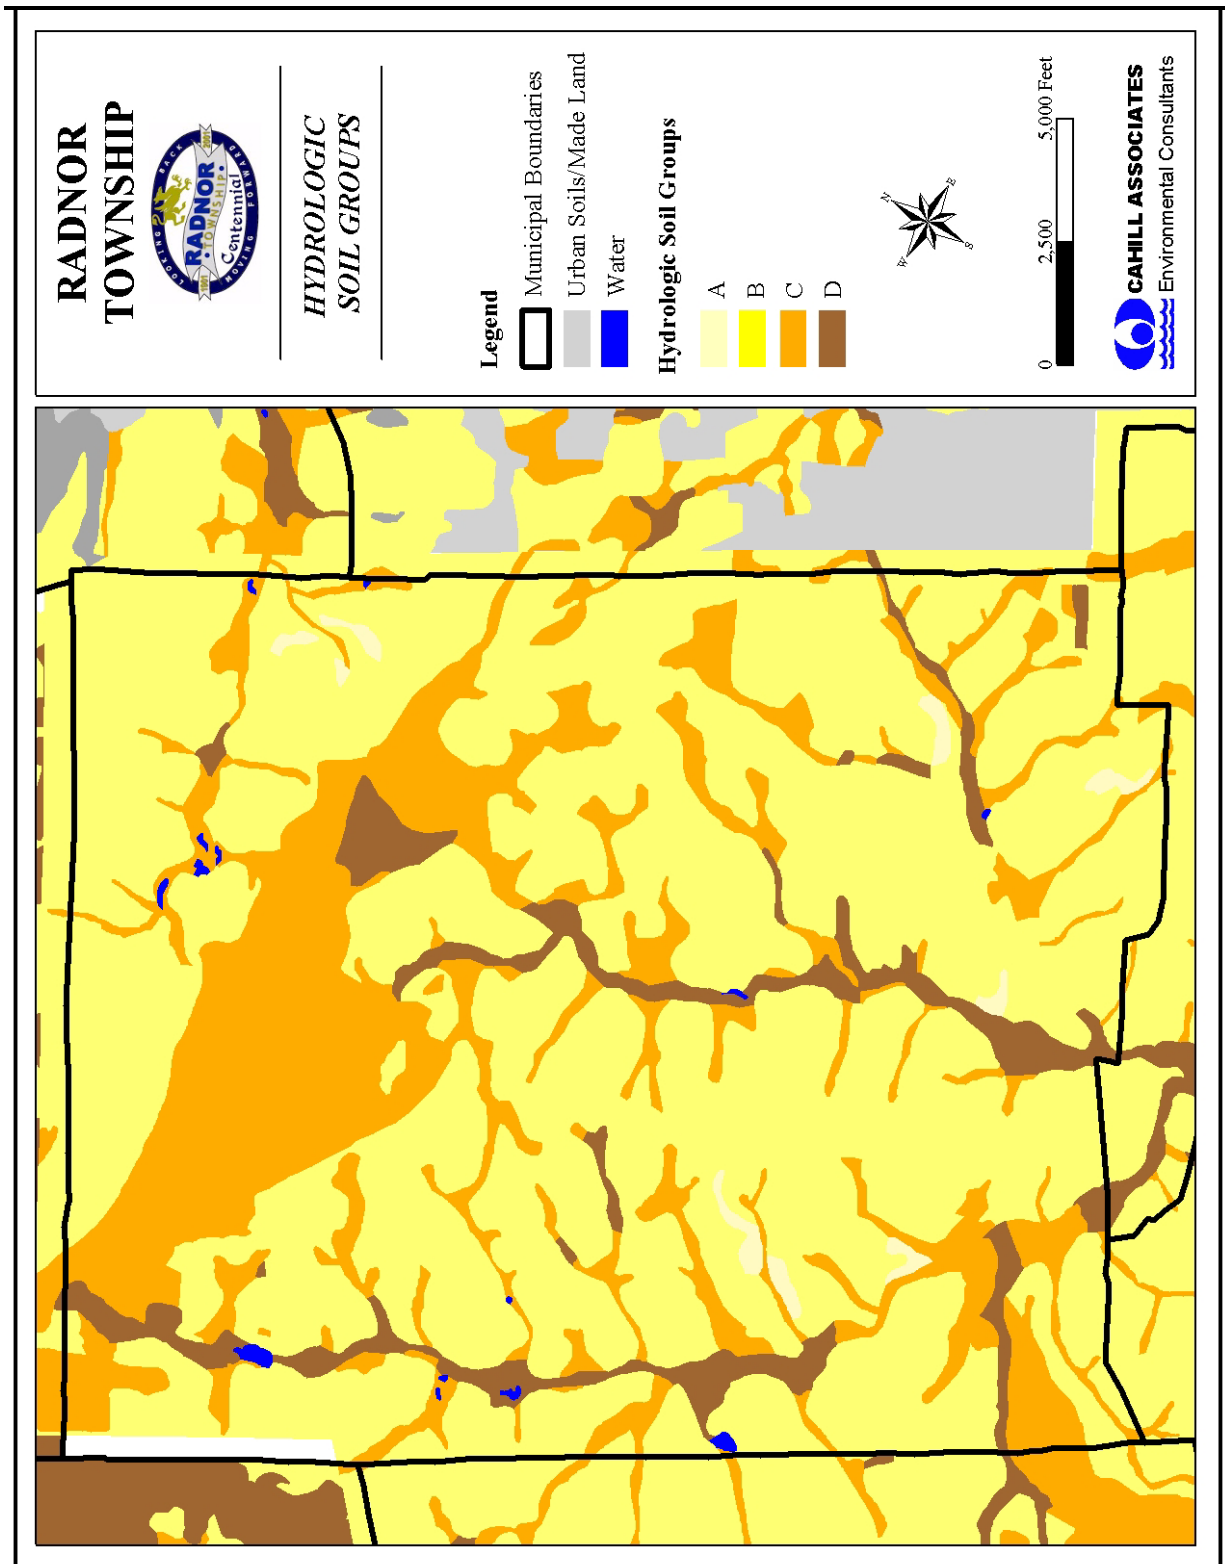 RADNOR
TOWNSHIP
LOOKING BACK
1901
RADNOR
• TOWNSHIP •
Centennial
2001
MOVING FORWARD
HYDROLOGIC
SOIL GROUPS
Legend
Municipal Boundaries
Urban Soils/Made Land
Water
Hydrologic Soil Groups
A
B
C
D
N
E
S
W
0
2,500
5,000 Feet
CAHILL ASSOCIATES
Environmental Consultants